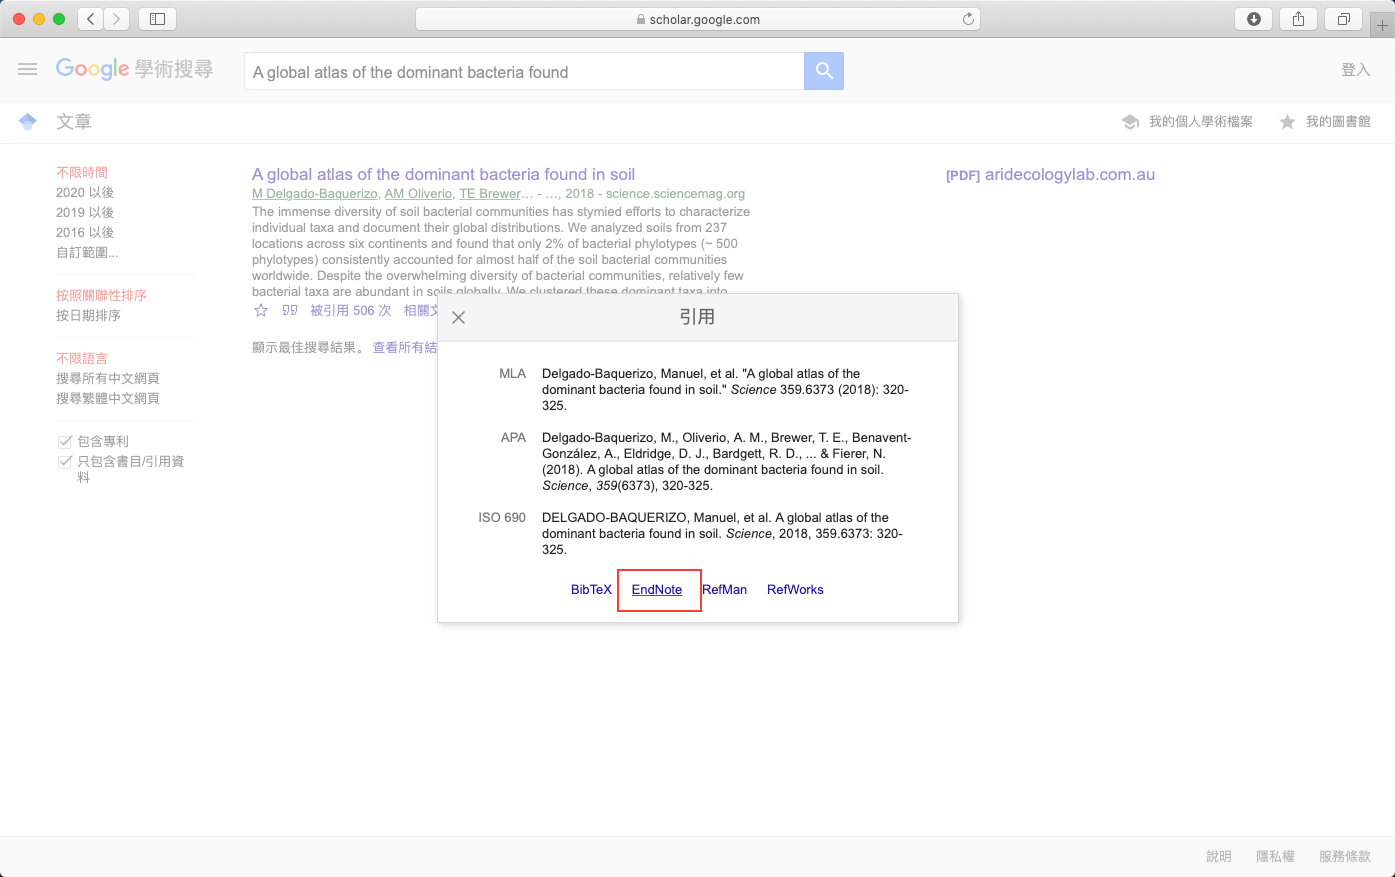 scholar.google.com
Google 學術搜尋
A global atlas of the dominant bacteria found
登入
文章
我的個人學術檔案
我的圖書館
不限時間
2020 以後
2019 以後
2016 以後
自訂範圍...
按照關聯性排序
按日期排序
不限語言
搜尋所有中文網頁
搜尋繁體中文網頁
包含專利
只包含書目/引用資
料
A global atlas of the dominant bacteria found in soil
M Delgado-Baquerizo, AM Oliverio, TE Brewer… - …, 2018 - science.sciencemag.org
The immense diversity of soil bacterial communities has stymied efforts to characterize
individual taxa and document their global distributions. We analyzed soils from 237
locations across six continents and found that only 2% of bacterial phylotypes (~ 500
phylotypes) consistently accounted for almost half of the soil bacterial communities
worldwide. Despite the overwhelming diversity of bacterial communities, relatively few
bacterial taxa are abundant in soils globally. We clustered these dominant taxa into
被引用 506 次 相關文
顯示最佳搜尋結果。 查看所有結
[PDF] aridecologylab.com.au
引用
MLA
Delgado-Baquerizo, Manuel, et al. "A global atlas of the
dominant bacteria found in soil." Science 359.6373 (2018): 320-
325.
APA
Delgado-Baquerizo, M., Oliverio, A. M., Brewer, T. E., Benavent-
González, A., Eldridge, D. J., Bardgett, R. D., ... & Fierer, N.
(2018). A global atlas of the dominant bacteria found in soil.
Science, 359(6373), 320-325.
ISO 690
DELGADO-BAQUERIZO, Manuel, et al. A global atlas of the
dominant bacteria found in soil. Science, 2018, 359.6373: 320-
325.
BibTeX EndNote RefMan RefWorks
說明 隱私權 服務條款